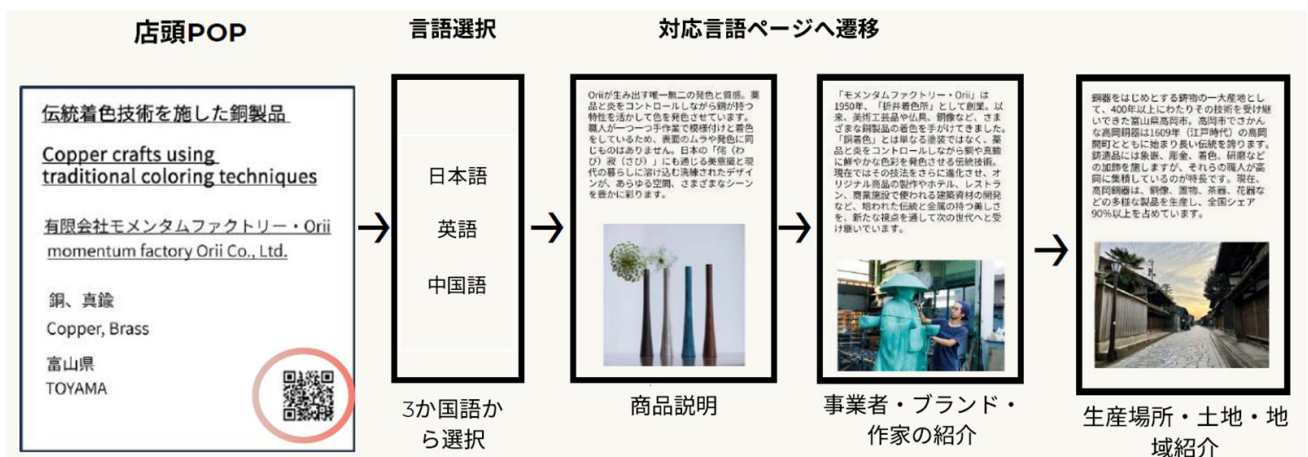 店頭POP
言語選択
対応言語ページへ遷移
伝統着色技術を施した銅製品
Copper crafts using
traditional coloring techniques
有限会社モメンタムファクトリー・Orii
momentum factory Orii Co., Ltd.
銅、真鍮
Copper, Brass
富山県
TOYAMA
→
日本語
英語
中国語
3か国語か
ら選択
→
Oriiが生み出す唯一無二の発色と質感。薬
品と炎をコントロールしながら銅が持つ
特性を活かして色を発色させています。
職人が一つ一つ手作業で模様付けと着色
をしているため、表面のムラや発色に同
じものはありません。日本の「侘（わ
び）寂（さび）」にも通じる美意識と現
代の暮らしに溶け込む洗練されたデザイ
ンが、あらゆる空間、さまざまなシーン
を豊かに彩ります。
商品説明
→
「モメンタムファクトリー・Orii」は
1950年、「折井着色所」として創業。以
来、美術工芸品や仏具、銅像など、さま
ざまな銅製品の着色を手がけてきました。
「銅着色」とは単なる塗装ではなく、薬
品と炎をコントロールしながら銅や真鍮
に鮮やかな色彩を発色させる伝統技術。
現在ではその技法をさらに進化させ、オ
リジナル商品の製作やホテル、レストラ
ン、商業施設で使われる建築資材の開発
など、培われた伝統と金属の持つ美しさ
を、新たな視点を通して次の世代へと受
け継いでいます。
事業者・ブランド・
作家の紹介
→
銅器をはじめとする鋳物の一大産地とし
て、400年以上にわたりその技術を受け継
いできた富山県高岡市。高岡市でさかん
な高岡銅器は1609年（江戸時代）の高岡
開町とともに始まり長い伝統を誇ります。
鋳造品には象嵌、彫金、着色、研磨など
の加飾を施しますが、それらの職人が高
岡に集積しているのが特長です。現在、
高岡銅器は、銅像、置物、茶器、花器な
どの多様な製品を生産し、全国シェア
90％以上を占めています。
生産場所・土地・地
域紹介